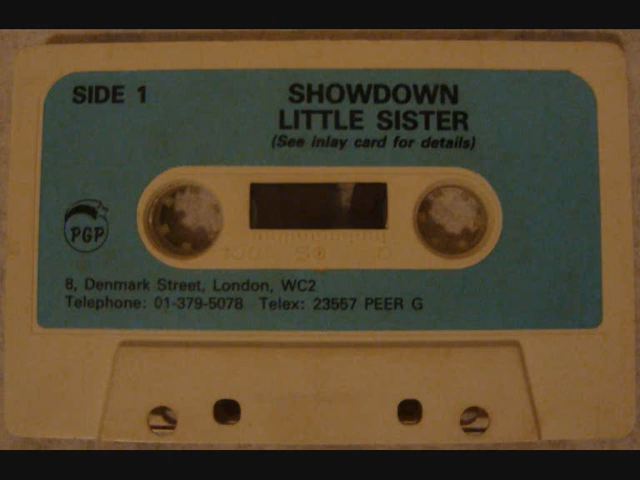 SIDE 1
SHOWDOWN
LITTLE SISTER
(See inlay card for details)
PGP
8, Denmark Street, London, WC2
Telephone: 01-379-5078 Telex: 23557 PEER G